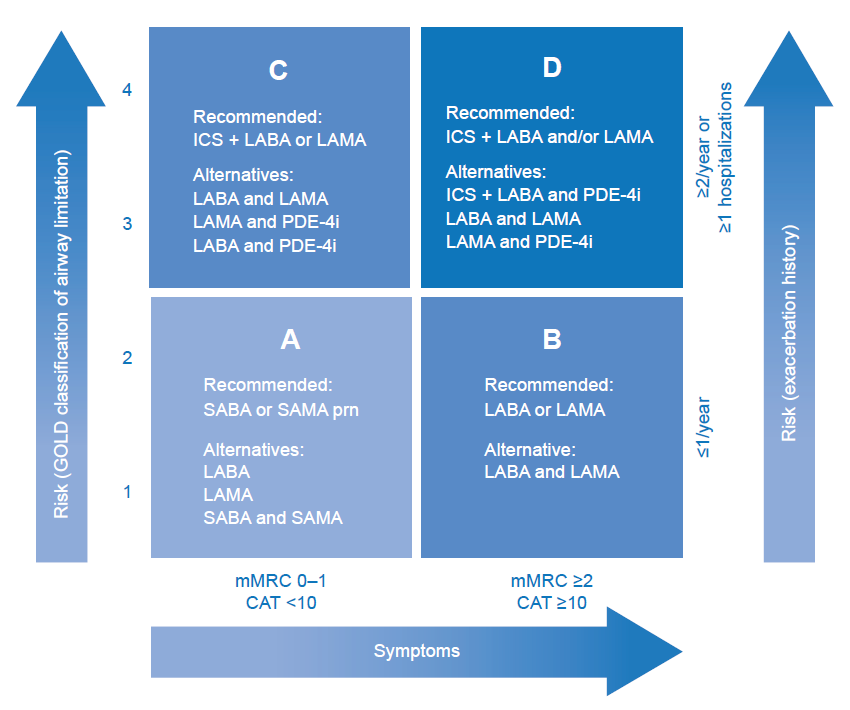 Risk (GOLD classification of airway limitation)
4
3
2
1
C
Recommended:
ICS + LABA or LAMA
Alternatives:
LABA and LAMA
LAMA and PDE-4i
LABA and PDE-4i
D
Recommended:
ICS + LABA and/or LAMA
Alternatives:
ICS + LABA and PDE-4i
LABA and LAMA
LAMA and PDE-4i
A
Recommended:
SABA or SAMA prn
Alternatives:
LABA
LAMA
SABA and SAMA
B
Recommended:
LABA or LAMA
Alternative:
LABA and LAMA
≥2/year or
≥1 hospitalizations
≤1/year
Risk (exacerbation history)
mMRC 0–1
CAT <10
mMRC ≥2
CAT ≥10
Symptoms